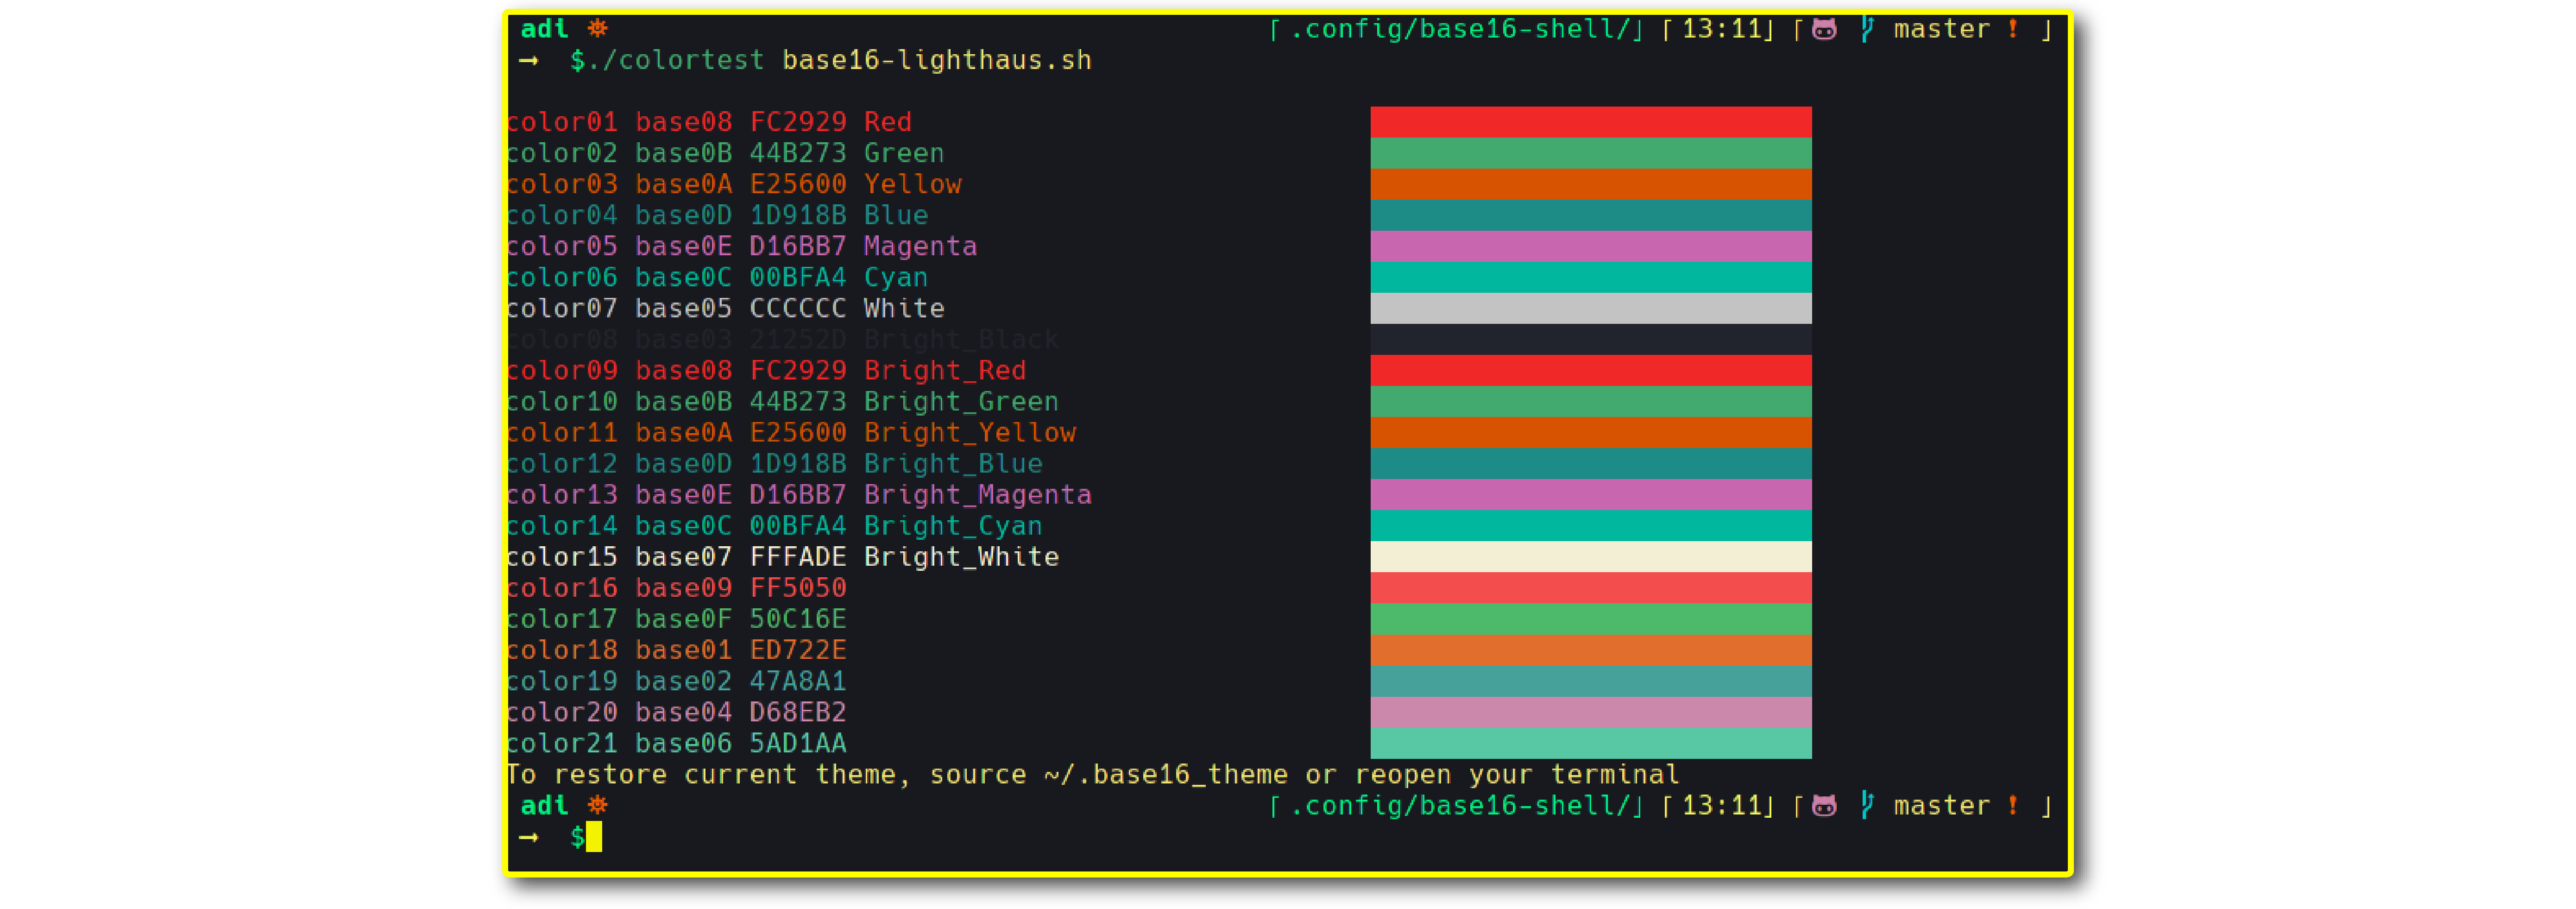 adi ⎡.config/base16-shell/⎦ ⎡13:11⎦ ⎡ master ! ⎦
→ $./colortest base16-lighthaus.sh
color01 base08 FC2929 Red
color02 base0B 44B273 Green
color03 base0A E25600 Yellow
color04 base0D 1D918B Blue
color05 base0E D16BB7 Magenta
color06 base0C 00BFA4 Cyan
color07 base05 CCCCCC White
color08 base03 21252D Bright_Black
color09 base08 FC2929 Bright_Red
color10 base0B 44B273 Bright_Green
color11 base0A E25600 Bright_Yellow
color12 base0D 1D918B Bright_Blue
color13 base0E D16BB7 Bright_Magenta
color14 base0C 00BFA4 Bright_Cyan
color15 base07 FFFADE Bright_White
color16 base09 FF5050
color17 base0F 50C16E
color18 base01 ED722E
color19 base02 47A8A1
color20 base04 D68EB2
color21 base06 5AD1AA
To restore current theme, source ~/.base16_theme or reopen your terminal
adi ⎡.config/base16-shell/⎦ ⎡13:11⎦ ⎡ master ! ⎦
→ $